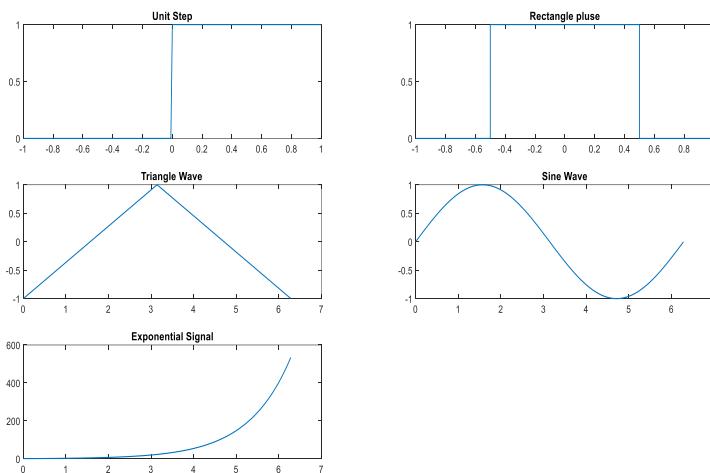 Unit Step
1
0.5
0
-1 -0.8 -0.6 -0.4 -0.2 0 0.2 0.4 0.6 0.8 1
Rectangle pluse
1
0.5
0
-1 -0.8 -0.6 -0.4 -0.2 0 0.2 0.4 0.6 0.8
Triangle Wave
1
0.5
0
-0.5
-1
0 1 2 3 4 5 6 7
Sine Wave
1
0.5
0
-0.5
-1
0 1 2 3 4 5 6
Exponential Signal
600
400
200
0
0 1 2 3 4 5 6 7